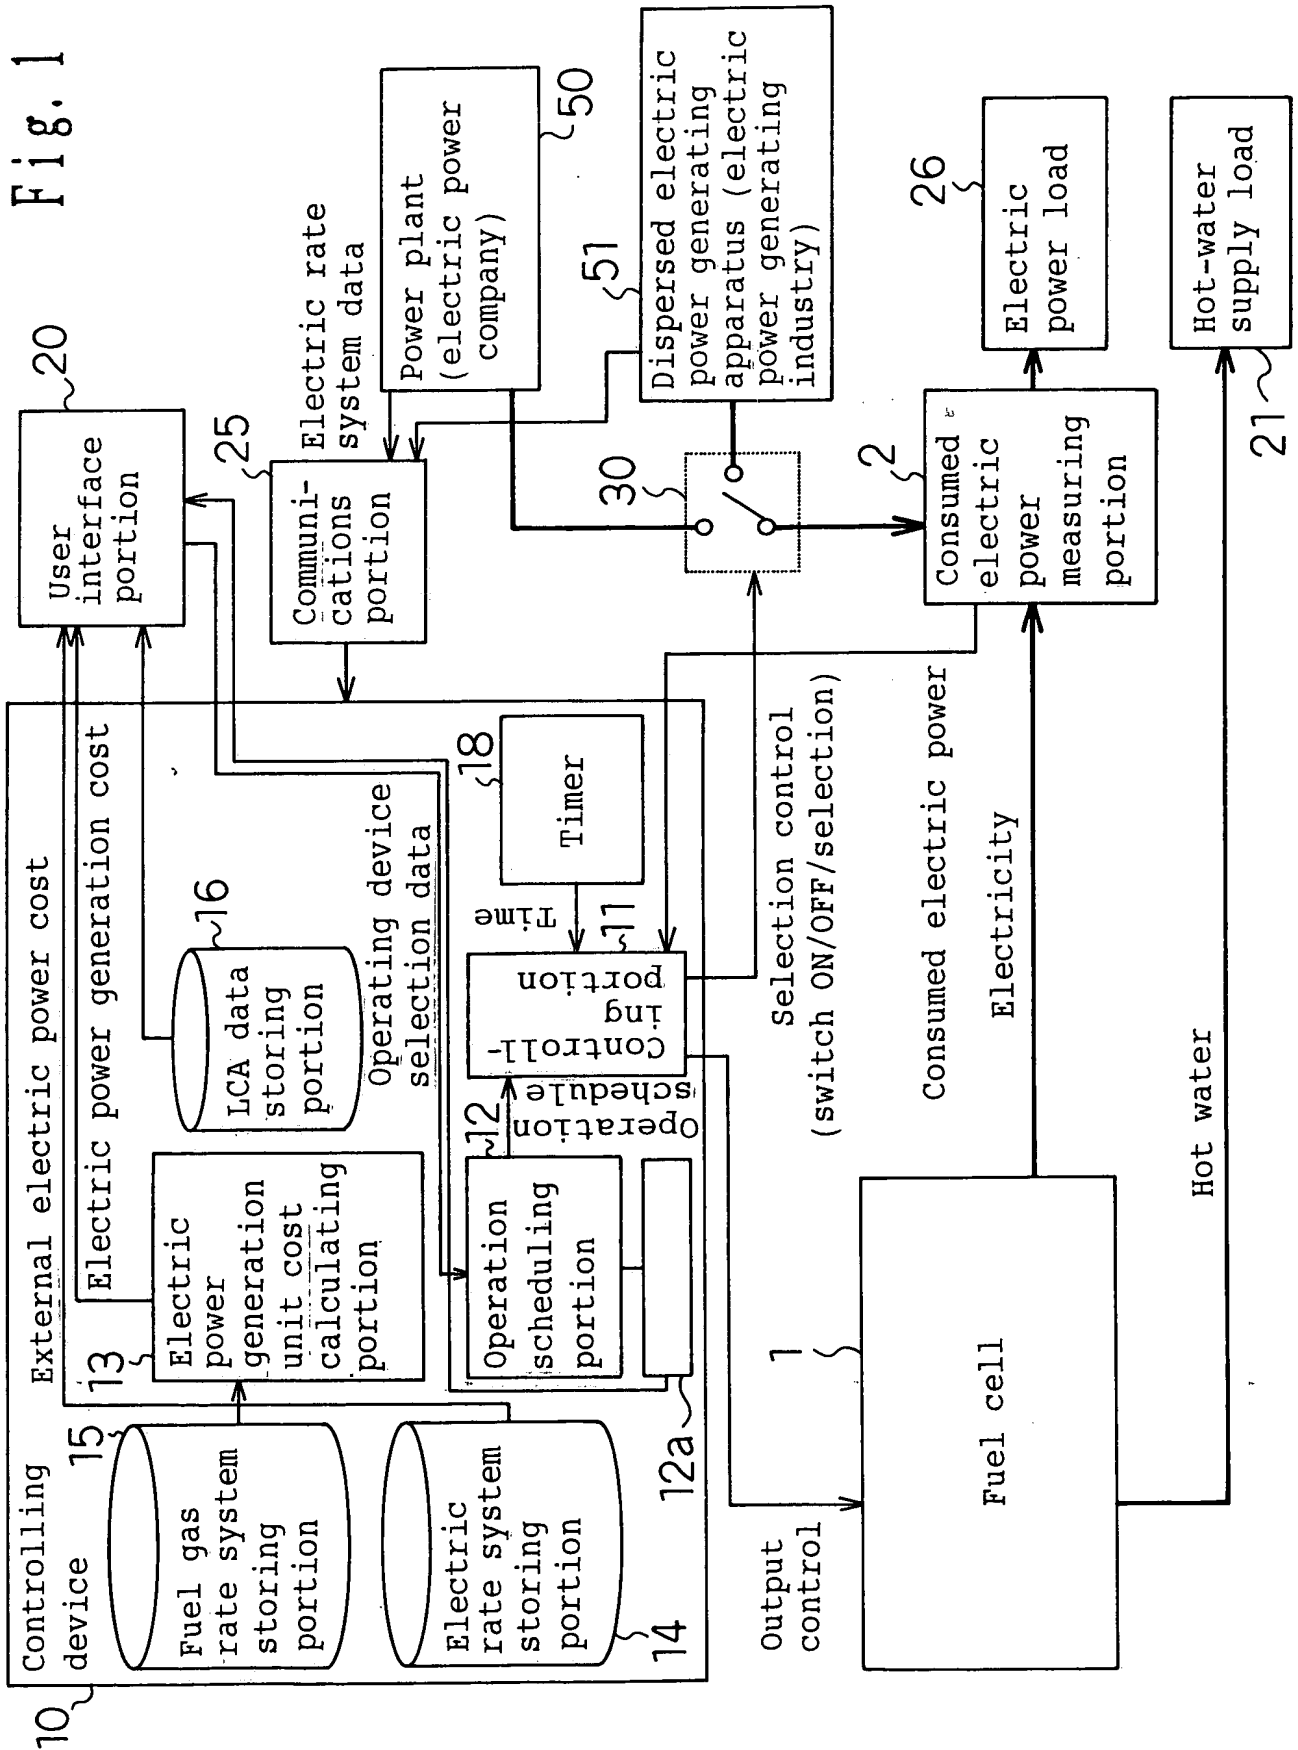 Fig. 1
Controlling
device
10
External electric power cost
Electric power generation cost
20
User
interface
portion
15
Fuel gas
rate system
storing
portion
13
Electric
power
generation
unit cost
calculating
portion
16
LCA data
storing
portion
25
Communi-
cations
portion
Electric rate
system data
Power plant
(electric power
company)
50
Operating device
selection data
14
Electric
rate system
storing
portion
12
Operation
scheduling
portion
12a
Operation
schedule
11
Controll-
ing
portion
Time
18
Timer
30
51
Dispersed electric
power generating
apparatus (electric
power generating
industry)
Selection control
(switch ON/OFF/selection)
Output
control
1
Fuel cell
Consumed electric power
Electricity
2
Consumed
electric
power
measuring
portion
26
Electric
power load
Hot water
21
Hot-water
supply load